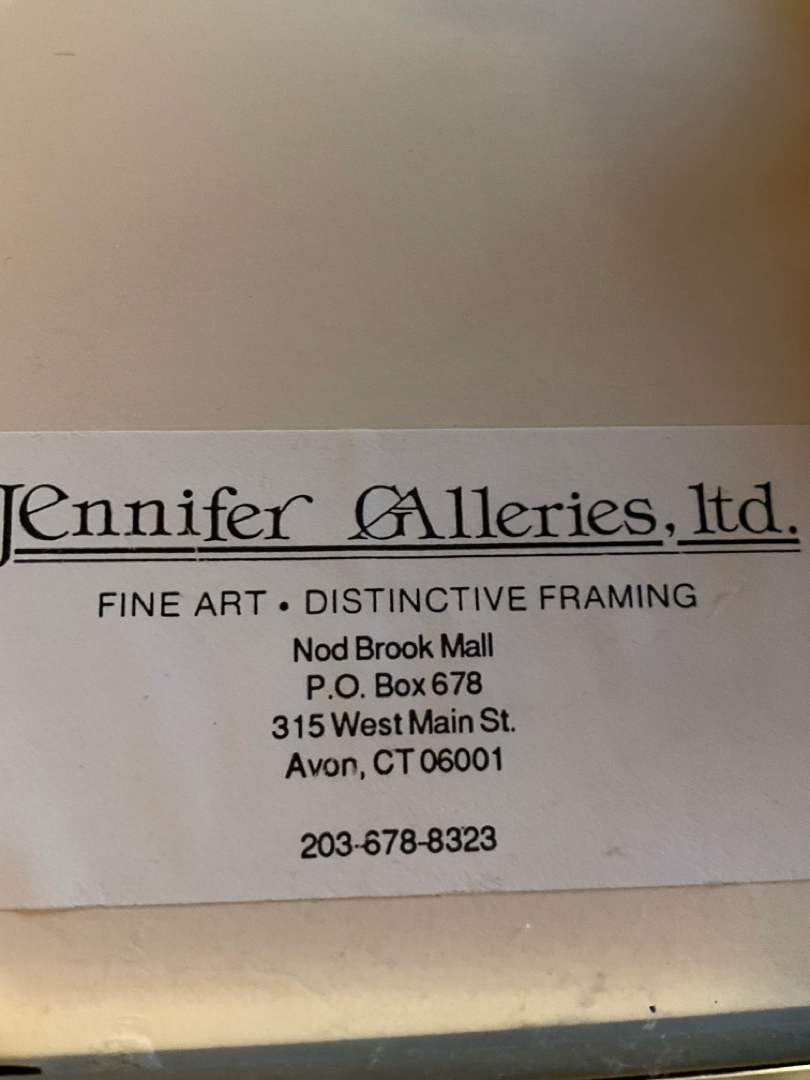 Jennifer Galleries, ltd.
FINE ART • DISTINCTIVE FRAMING
Nod Brook Mall
P.O. Box 678
315 West Main St.
Avon, CT 06001
203-678-8323